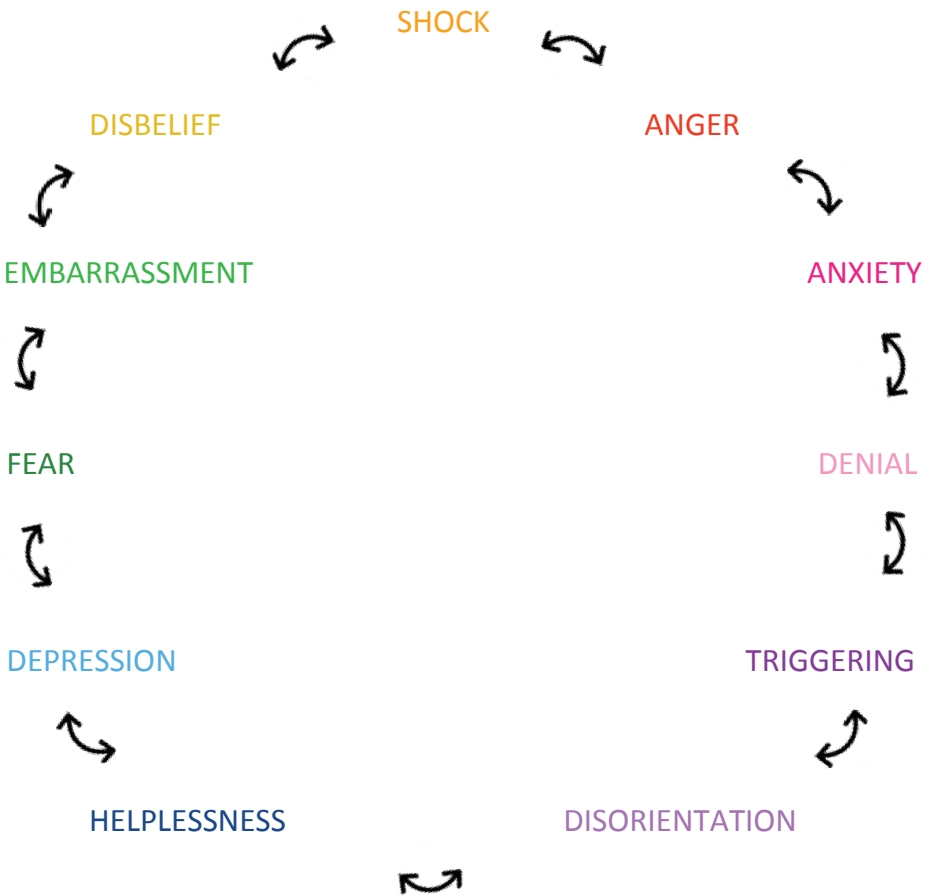 SHOCK
DISBELIEF
ANGER
EMBARRASSMENT
ANXIETY
FEAR
DENIAL
DEPRESSION
TRIGGERING
HELPLESSNESS
DISORIENTATION